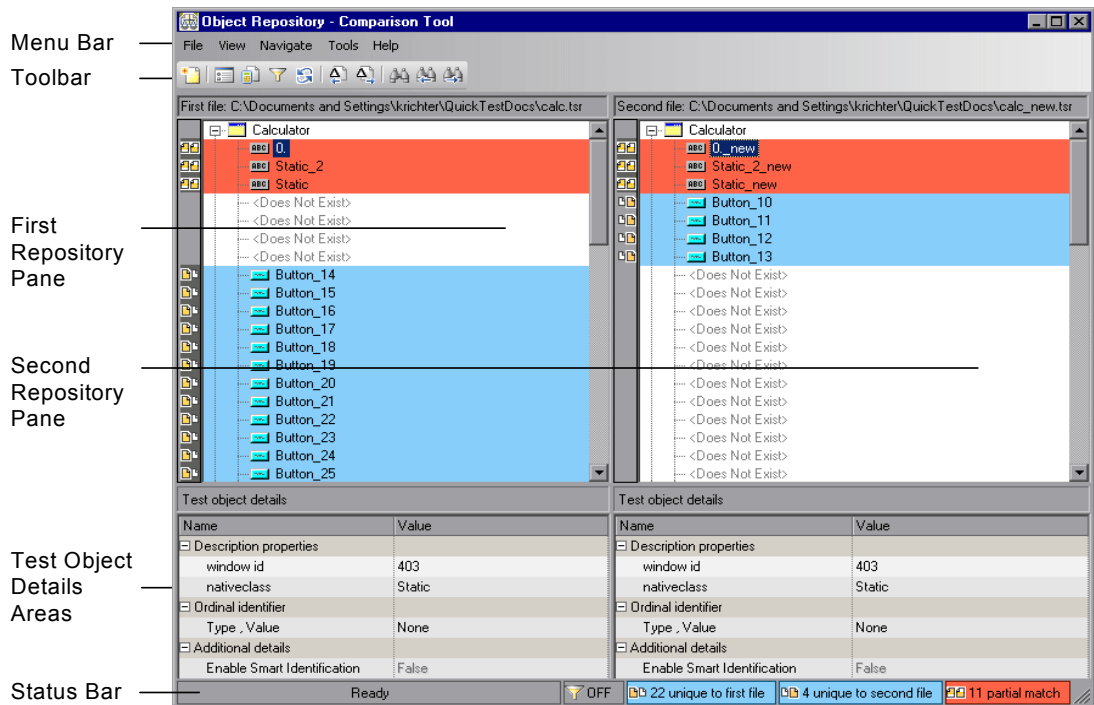 Object Repository - Comparison Tool
Menu Bar
File View Navigate Tools Help
Toolbar
First file: C:\Documents and Settings\krichter\QuickTestDocs\calc.tsr
Second file: C:\Documents and Settings\krichter\QuickTestDocs\calc_new.tsr
First Repository Pane
Second Repository Pane
Calculator
ABC 0.
ABC Static_2
ABC Static
<Does Not Exist>
<Does Not Exist>
<Does Not Exist>
<Does Not Exist>
Button_14
Button_15
Button_16
Button_17
Button_18
Button_19
Button_20
Button_21
Button_22
Button_23
Button_24
Button_25
Calculator
ABC 0._new
ABC Static_2_new
ABC Static_new
Button_10
Button_11
Button_12
Button_13
<Does Not Exist>
<Does Not Exist>
<Does Not Exist>
<Does Not Exist>
<Does Not Exist>
<Does Not Exist>
<Does Not Exist>
<Does Not Exist>
<Does Not Exist>
<Does Not Exist>
<Does Not Exist>
<Does Not Exist>
Test Object Details Areas
Test object details
Name Value
Description properties
window id 403
nativeclass Static
Ordinal identifier
Type , Value None
Additional details
Enable Smart Identification False
Test object details
Name Value
Description properties
window id 403
nativeclass Static
Ordinal identifier
Type , Value None
Additional details
Enable Smart Identification False
Status Bar
Ready
OFF
22 unique to first file
4 unique to second file
11 partial match